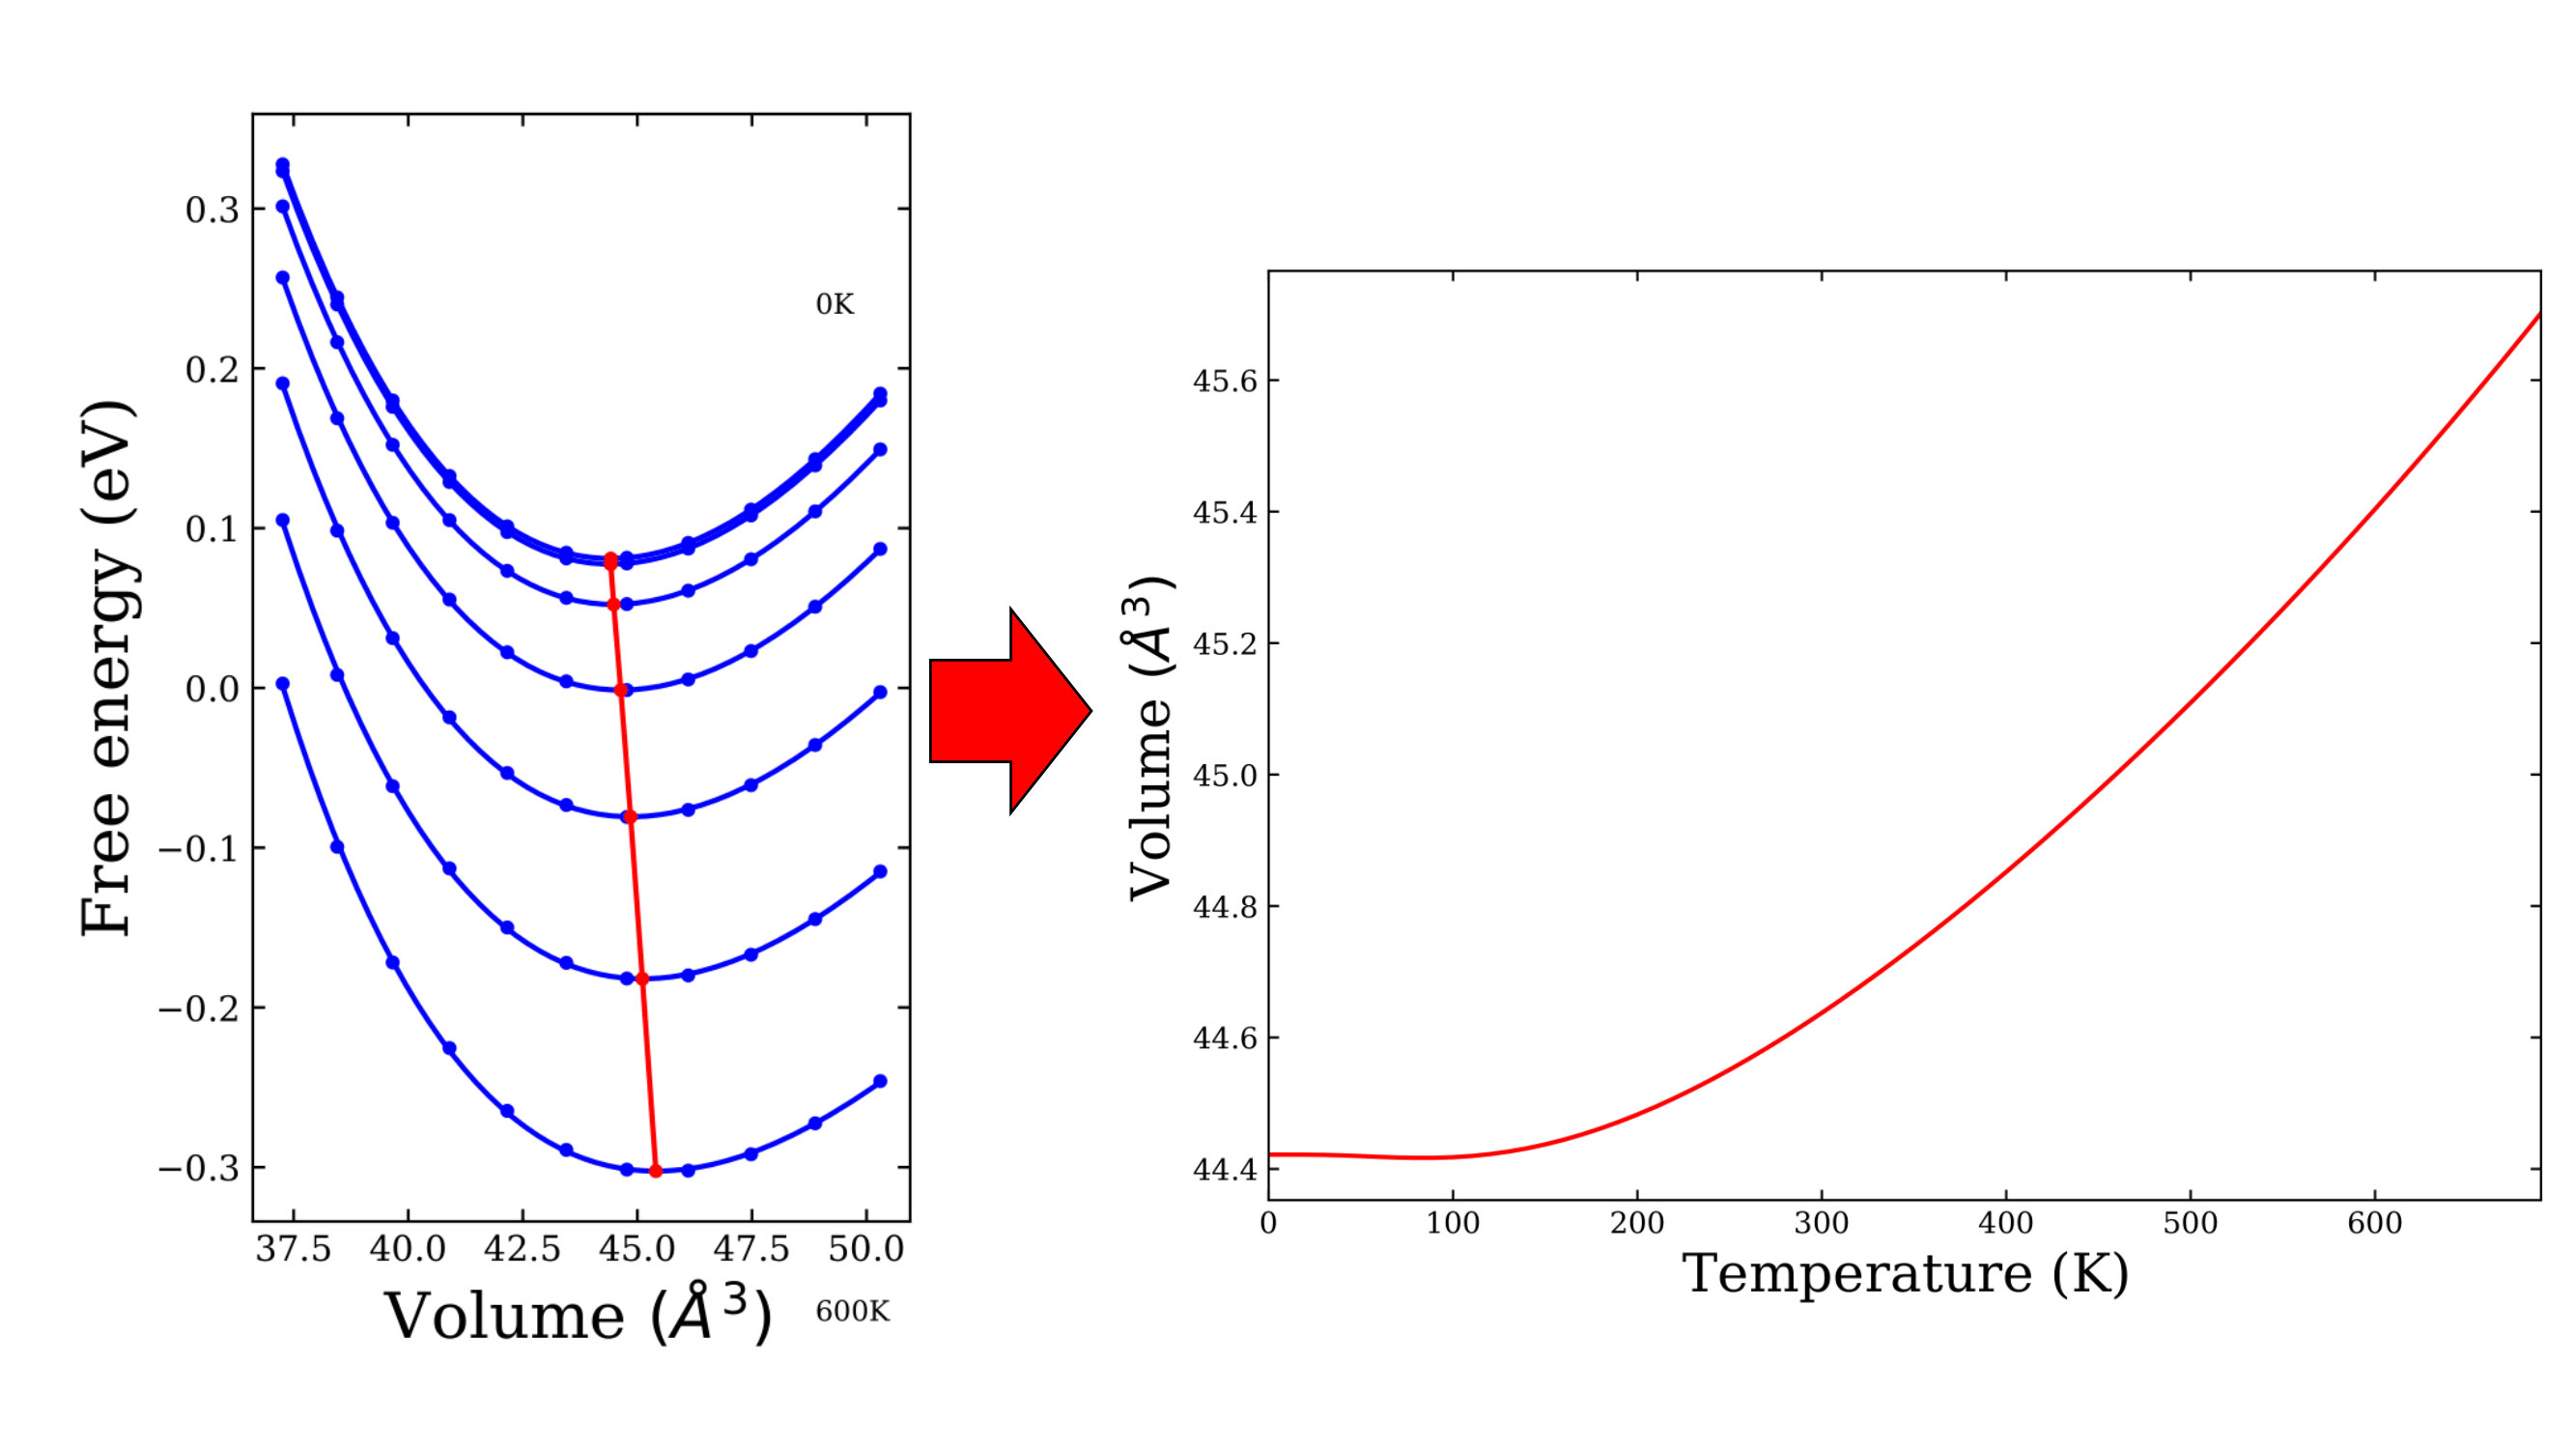 Free energy (eV)
0.3
0.2
0.1
0.0
−0.1
−0.2
−0.3
0K
37.5 40.0 42.5 45.0 47.5 50.0
Volume (Å³)
600K
Volume (Å³)
45.6
45.4
45.2
45.0
44.8
44.6
44.4
0 100 200 300 400 500 600
Temperature (K)